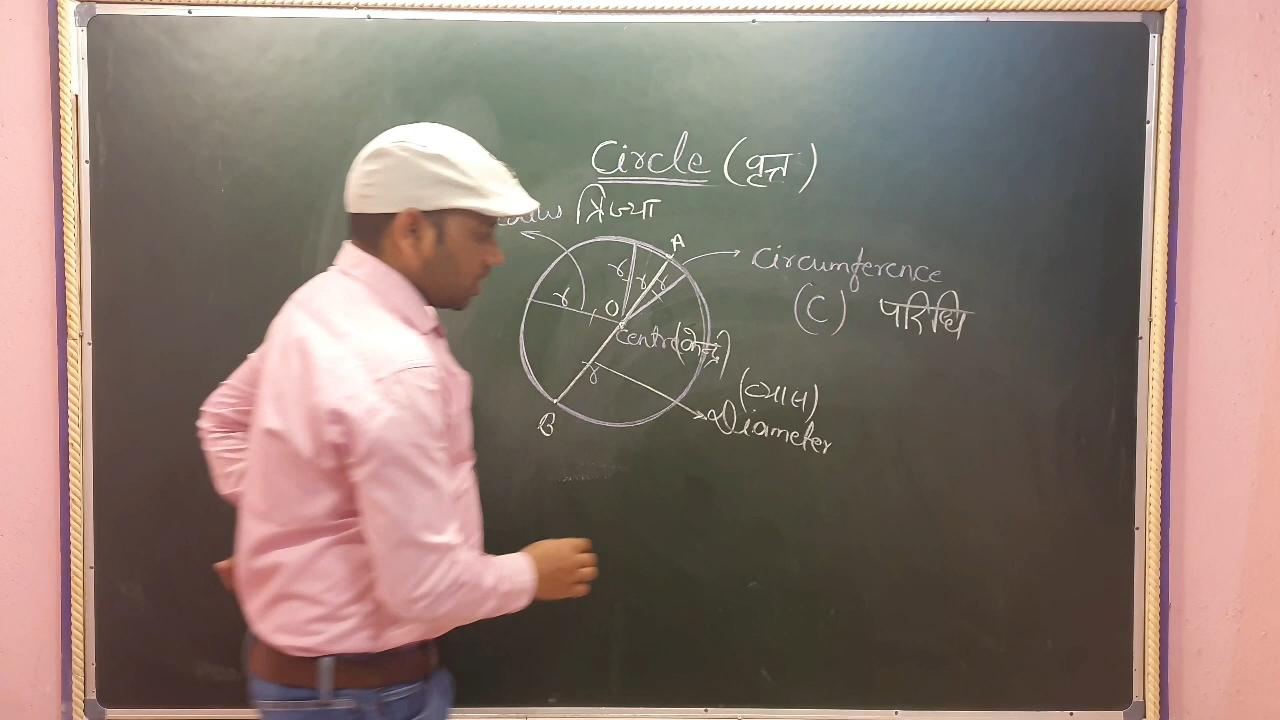 Circle (वृत्त)
त्रिज्या
A
Circumference
(C) परिधि
r
r
r
r
r
O
Centre(केन्द्र)
r
(व्यास)
Diameter
B